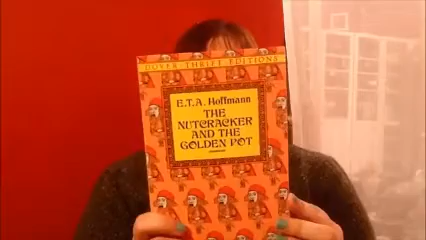 DOVER THRIFT EDITIONS
E.T.A. Hoffmann
THE
NUTCRACKER
AND THE
GOLDEN POT